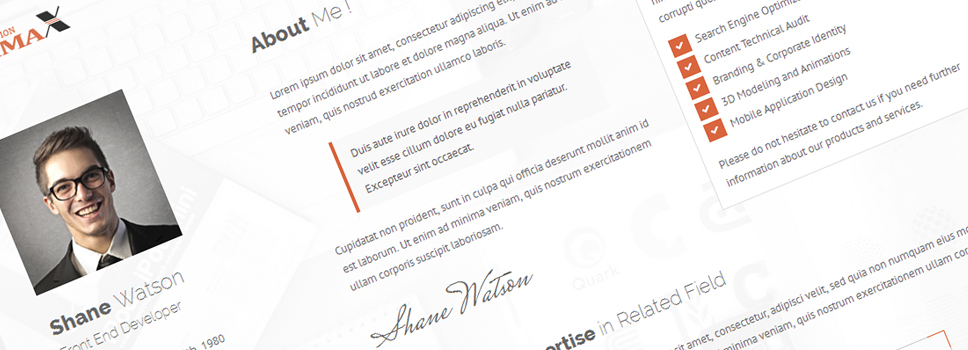 MAX
Shane Watson
Front End Developer
1980
About Me !
Lorem ipsum dolor sit amet, consectetur adipiscing
tempor incididunt ut labore et dolore magna aliqua. Ut enim ad
veniam, quis nostrud exercitation ullamco laboris.
Duis aute irure dolor in reprehenderit in voluptate
velit esse cillum dolore eu fugiat nulla pariatur.
Excepteur sint occaecat.
Cupidatat non proident, sunt in culpa qui officia deserunt mollit anim id
est laborum. Ut enim ad minima veniam, quis nostrum exercitationem
ullam corporis suscipit laboriosam.
Shane Watson
Quark
in Related Field
sit amet, consectetur, adipisci velit, sed quia non numquam eius
minima veniam, quis nostrum exercitationem ullam
corrupti
Search Engine
Content Technical Audit
Branding & Corporate Identity
3D Modeling and Animations
Mobile Application Design
Please do not hesitate to contact us if you need further
information about our products and services.